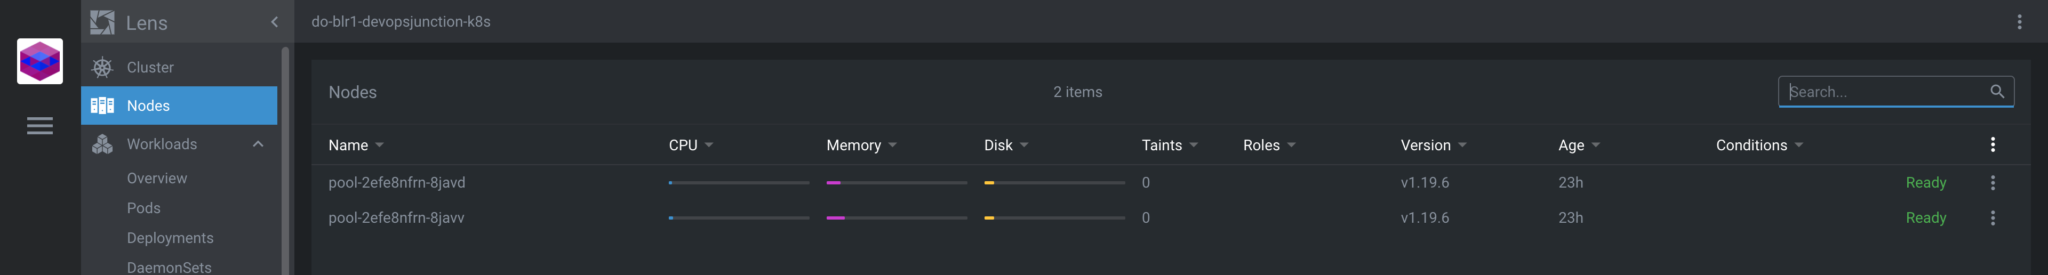 Lens
do-blr1-devopsjunction-k8s
Cluster
Nodes
Workloads
Overview
Pods
Deployments
DaemonSets
Nodes 2 items Search...
Name CPU Memory Disk Taints Roles Version Age Conditions
pool-2efe8nfrn-8javd 0 v1.19.6 23h Ready
pool-2efe8nfrn-8javv 0 v1.19.6 23h Ready